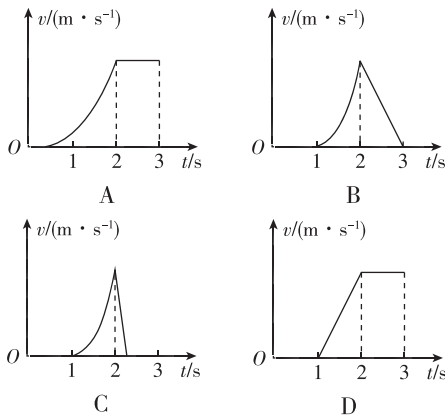 v/(m·s⁻¹) v/(m·s⁻¹)
O 1 2 3 t/s O 1 2 3 t/s
A B
v/(m·s⁻¹) v/(m·s⁻¹)
O 1 2 3 t/s O 1 2 3 t/s
C D